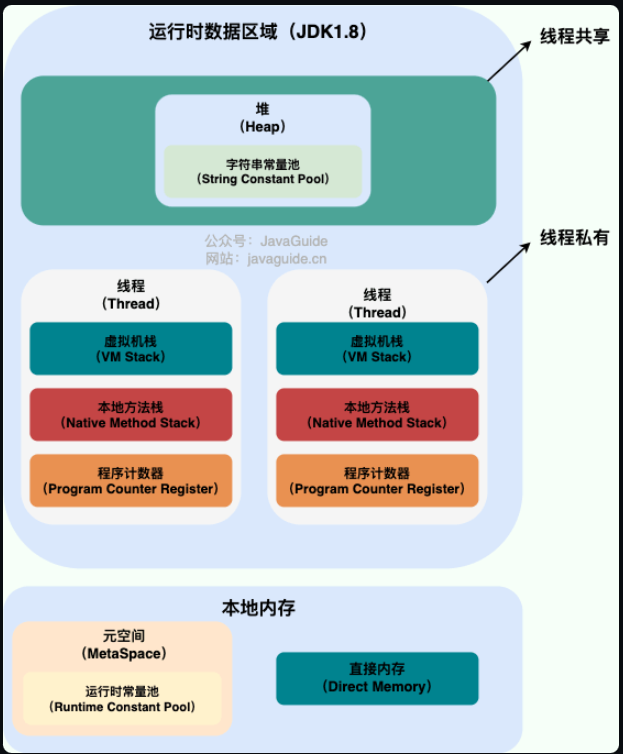 运行时数据区域（JDK1.8）
线程共享
堆
（Heap）
字符串常量池
（String Constant Pool）
公众号：JavaGuide
网站：javaguide.cn
线程私有
线程
（Thread）
虚拟机栈
（VM Stack）
本地方法栈
（Native Method Stack）
程序计数器
（Program Counter Register）
线程
（Thread）
虚拟机栈
（VM Stack）
本地方法栈
（Native Method Stack）
程序计数器
（Program Counter Register）
本地内存
元空间
（MetaSpace）
运行时常量池
（Runtime Constant Pool）
直接内存
（Direct Memory）